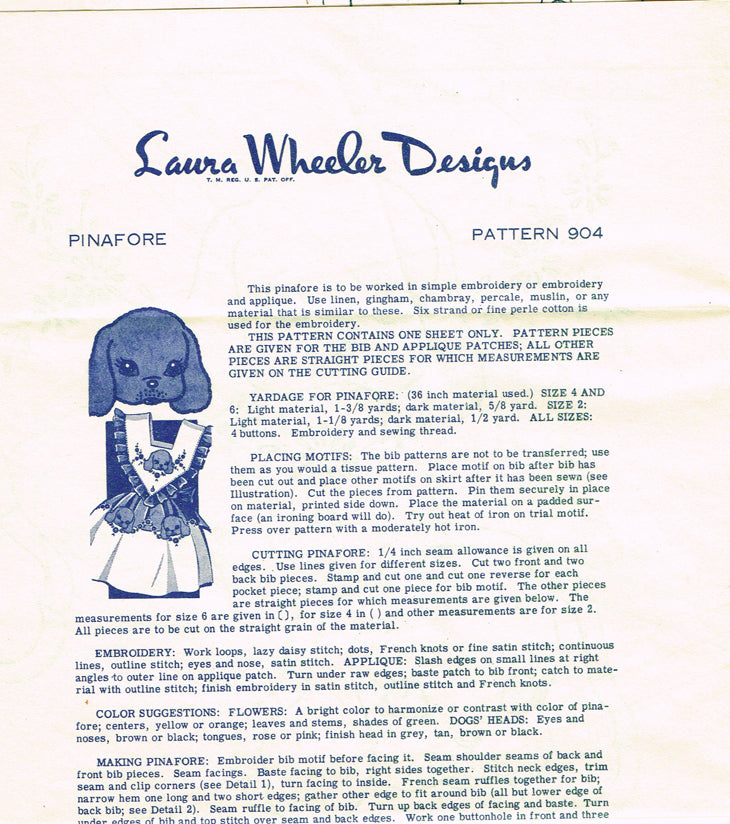 Laura Wheeler Designs
T. M. REG. U. S. PAT. OFF.
PINAFORE
PATTERN 904
This pinafore is to be worked in simple embroidery or embroidery
and applique. Use linen, gingham, chambray, percale, muslin, or any
material that is similar to these. Six strand or fine perle cotton is
used for the embroidery.
THIS PATTERN CONTAINS ONE SHEET ONLY. PATTERN PIECES
ARE GIVEN FOR THE BIB AND APPLIQUE PATCHES; ALL OTHER
PIECES ARE STRAIGHT PIECES FOR WHICH MEASUREMENTS ARE
GIVEN ON THE CUTTING GUIDE.
YARDAGE FOR PINAFORE: (36 inch material used.) SIZE 4 AND
6: Light material, 1-3/8 yards; dark material, 5/8 yard. SIZE 2:
Light material, 1-1/8 yards; dark material, 1/2 yard. ALL SIZES:
4 buttons. Embroidery and sewing thread.
PLACING MOTIFS: The bib patterns are not to be transferred; use
them as you would a tissue pattern. Place motif on bib after bib has
been cut out and place other motifs on skirt after it has been sewn (see
Illustration). Cut the pieces from pattern. Pin them securely in place
on material, printed side down. Place the material on a padded sur-
face (an ironing board will do). Try out heat of iron on trial motif.
Press over pattern with a moderately hot iron.
CUTTING PINAFORE: 1/4 inch seam allowance is given on all
edges. Use lines given for different sizes. Cut two front and two
back bib pieces. Stamp and cut one and cut one reverse for each
pocket piece; stamp and cut one piece for bib motif. The other pieces
are straight pieces for which measurements are given below. The
measurements for size 6 are given in [], for size 4 in ( ) and other measurements are for size 2.
All pieces are to be cut on the straight grain of the material.
EMBROIDERY: Work loops, lazy daisy stitch; dots, French knots or fine satin stitch; continuous
lines, outline stitch; eyes and nose, satin stitch. APPLIQUE: Slash edges on small lines at right
angles to outer line on applique patch. Turn under raw edges; baste patch to bib front; catch to mate-
rial with outline stitch; finish embroidery in satin stitch, outline stitch and French knots.
COLOR SUGGESTIONS: FLOWERS: A bright color to harmonize or contrast with color of pina-
fore; centers, yellow or orange; leaves and stems, shades of green. DOGS' HEADS: Eyes and
noses, brown or black; tongues, rose or pink; finish head in grey, tan, brown or black.
MAKING PINAFORE: Embroider bib motif before facing it. Seam shoulder seams of back and
front bib pieces. Seam facings. Baste facing to bib, right sides together. Stitch neck edges, trim
seam and clip corners (see Detail 1), turn facing to inside. French seam ruffles together for bib;
narrow hem one long and two short edges; gather other edge to fit around bib (all but lower edge of
back bib; see Detail 2). Seam ruffle to facing of bib. Turn up back edges of facing and baste. Turn
under edges of bib and top stitch over seam and back edges. Work one buttonhole in front and three